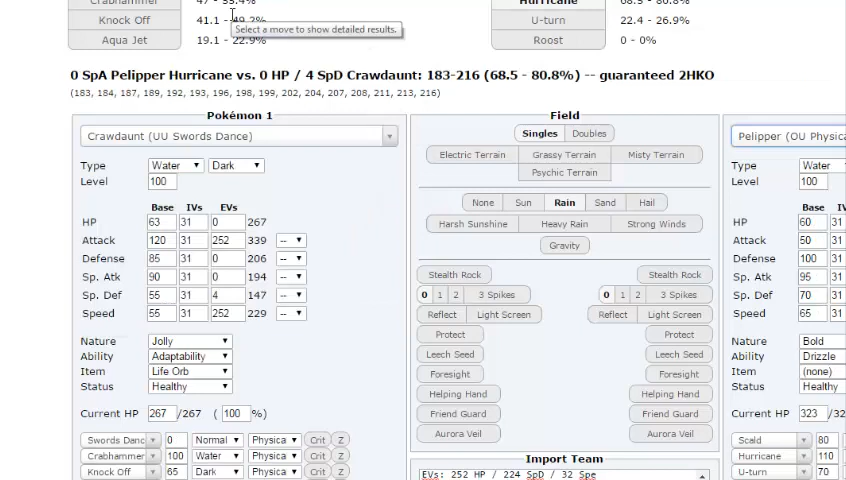 Crabhammer 47 - 55.4% Hurricane
Knock Off 41.1 - 49.2% U-turn 22.4 - 26.9%
Select a move to show detailed results.
Aqua Jet 19.1 - 22.9% Roost 0 - 0%
0 SpA Pelipper Hurricane vs. 0 HP / 4 SpD Crawdaunt: 183-216 (68.5 - 80.8%) -- guaranteed 2HKO
(183, 184, 187, 189, 192, 193, 196, 198, 199, 202, 204, 207, 208, 211, 213, 216)
Pokémon 1 Field
Crawdaunt (UU Swords Dance) Singles Doubles Pelipper (OU Physica
Electric Terrain Grassy Terrain Misty Terrain
Type Water Dark Psychic Terrain Type Water
Level 100 Level 100
Base IVs EVs None Sun Rain Sand Hail Base IVs
HP 63 31 0 267 Harsh Sunshine Heavy Rain Strong Winds HP 60 31
Attack 120 31 252 339 -- Gravity Attack 50 31
Defense 85 31 0 206 -- Defense 100 31
Sp. Atk 90 31 0 194 -- Stealth Rock Stealth Rock Sp. Atk 95 31
Sp. Def 55 31 4 147 -- 0 1 2 3 Spikes 0 1 2 3 Spikes Sp. Def 70 31
Speed 55 31 252 229 -- Reflect Light Screen Reflect Light Screen Speed 65 31
Protect Protect
Nature Jolly Leech Seed Leech Seed Nature Bold
Ability Adaptability Foresight Foresight Ability Drizzle
Item Life Orb Helping Hand Helping Hand Item (none)
Status Healthy Friend Guard Friend Guard Status Healthy
Current HP 267 /267 ( 100 %) Aurora Veil Aurora Veil Current HP 323 /323
Swords Danc 0 Normal Physica Crit Z Scald 80
Crabhammer 100 Water Physica Crit Z Import Team Hurricane 110
Knock Off 65 Dark Physica Crit Z EVs: 252 HP / 224 SpD / 32 Spe U-turn 70